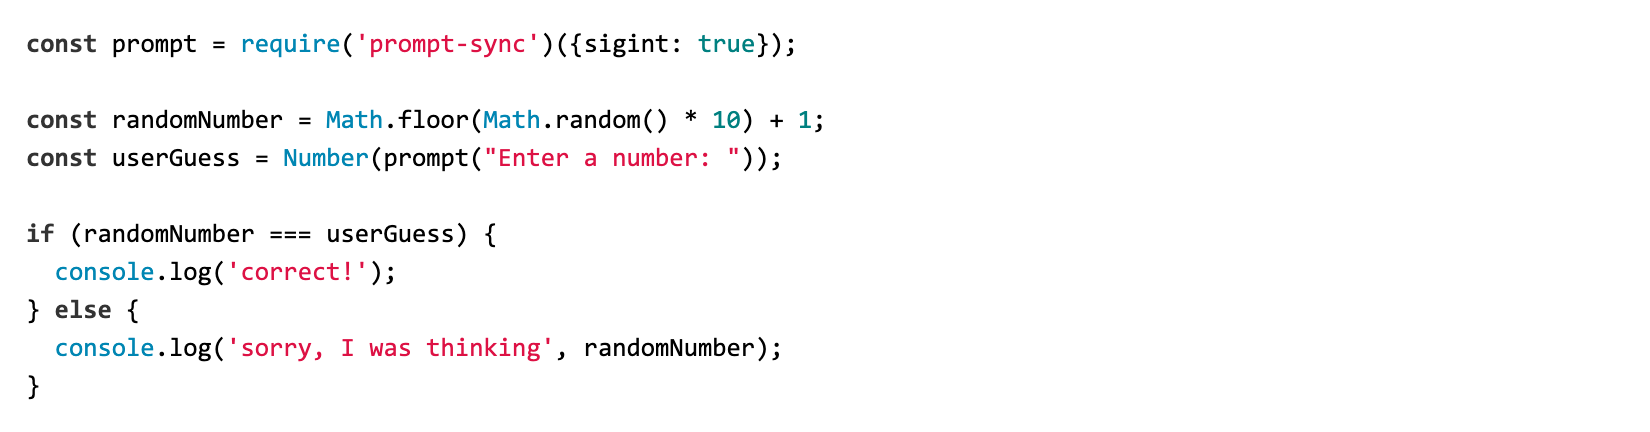 const prompt = require('prompt-sync')({sigint: true});

const randomNumber = Math.floor(Math.random() * 10) + 1;
const userGuess = Number(prompt("Enter a number: "));

if (randomNumber === userGuess) {
  console.log('correct!');
} else {
  console.log('sorry, I was thinking', randomNumber);
}